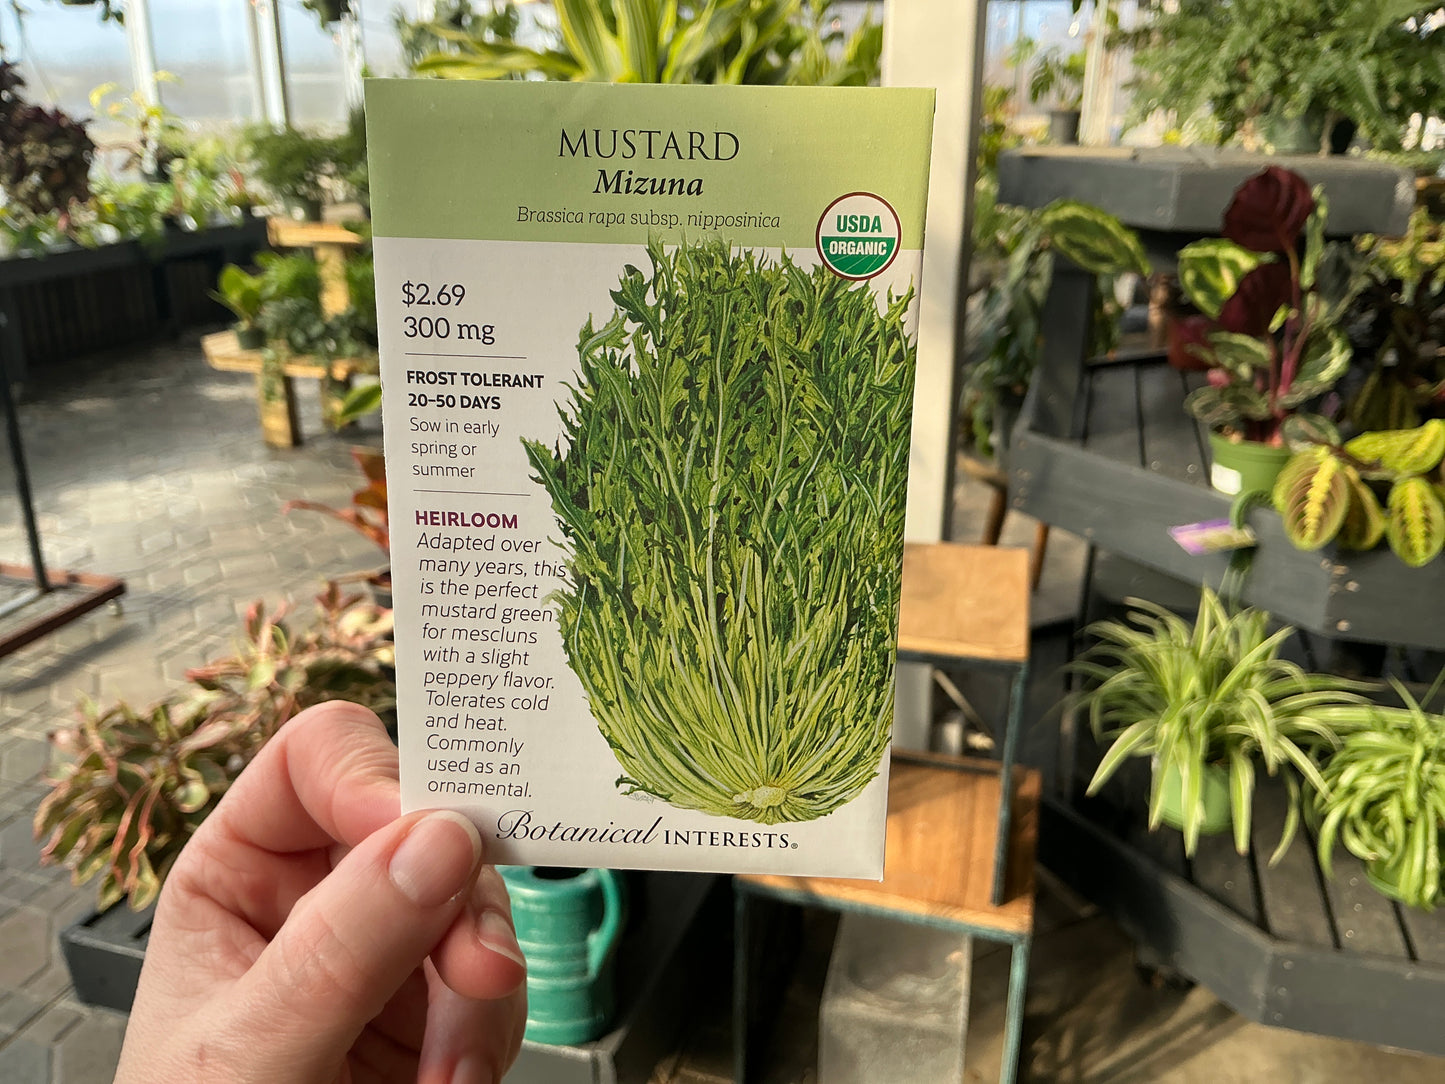 MUSTARD
Mizuna
Brassica rapa subsp. nipposinica
USDA
ORGANIC
$2.69
300 mg
FROST TOLERANT
20–50 DAYS
Sow in early
spring or
summer
HEIRLOOM
Adapted over
many years, this
is the perfect
mustard green
for mescluns
with a slight
peppery flavor.
Tolerates cold
and heat.
Commonly
used as an
ornamental.
Botanical INTERESTS®